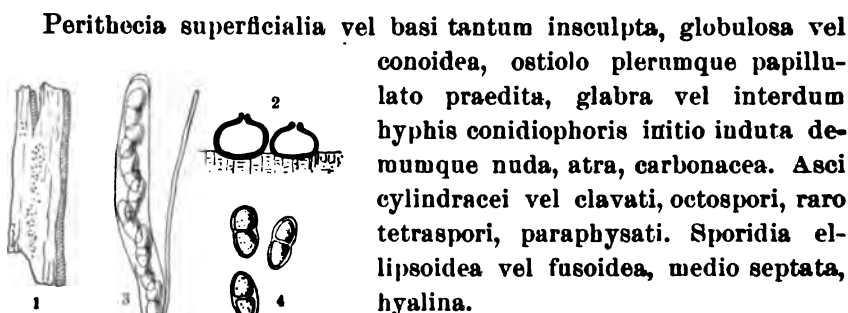 Perithecia superficialia vel basi tantum insculpta, globulosa vel
conoidea, ostiolo plerumque papillu-
lato praedita, glabra vel interdum
hyphis conidiophoris initio induta de-
mumque nuda, atra, carbonacea. Asci
cylindracei vel clavati, octospori, raro
tetraspori, paraphysati. Sporidia el-
lipsoidea vel fusoidea, medio septata,
hyalina.
2
1
3
4